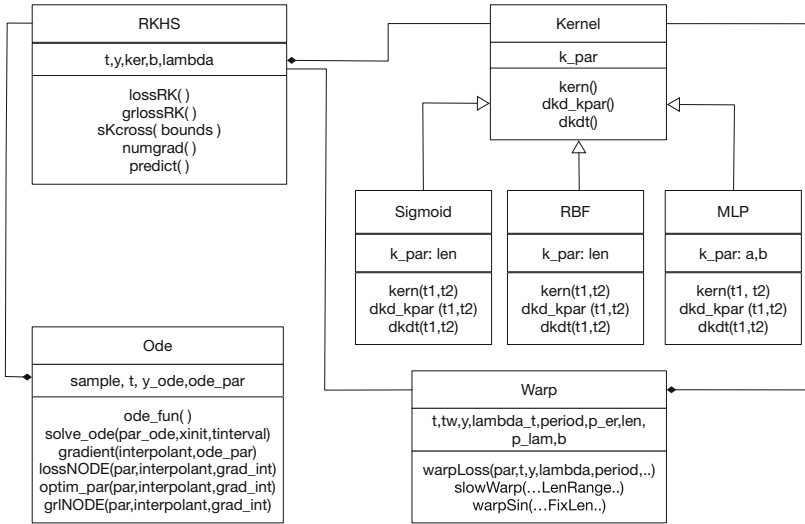 RKHS
t,y,ker,b,lambda
lossRK( )
grlossRK( )
sKcross( bounds )
numgrad( )
predict( )
Kernel
k_par
kern()
dkd_kpar()
dkdt()
Sigmoid
k_par: len
kern(t1,t2)
dkd_kpar (t1,t2)
dkdt(t1,t2)
RBF
k_par: len
kern(t1,t2)
dkd_kpar (t1,t2)
dkdt(t1,t2)
MLP
k_par: a,b
kern(t1, t2)
dkd_kpar (t1,t2)
dkdt(t1,t2)
Ode
sample, t, y_ode,ode_par
ode_fun( )
solve_ode(par_ode,xinit,tinterval)
gradient(interpolant,ode_par)
lossNODE(par,interpolant,grad_int)
optim_par(par,interpolant,grad_int)
grlNODE(par,interpolant,grad_int)
Warp
t,tw,y,lambda_t,period,p_er,len,
p_lam,b
warpLoss(par,t,y,lambda,period,..)
slowWarp(...LenRange..)
warpSin(...FixLen..)